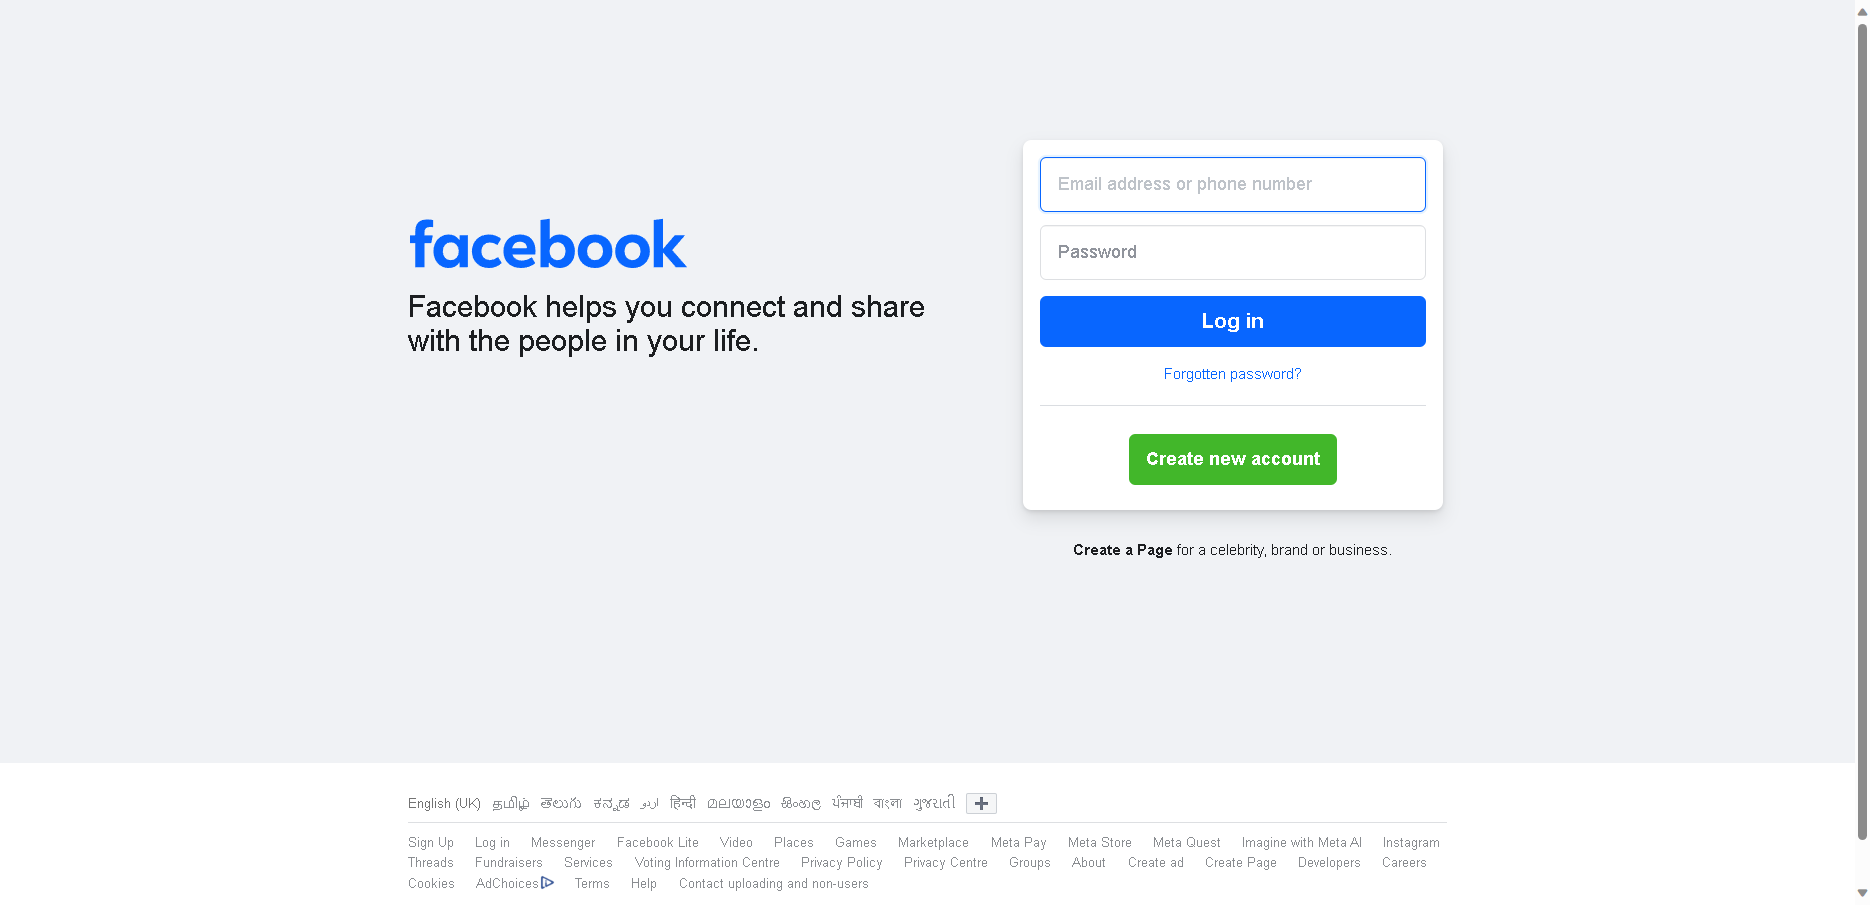 facebook
Facebook helps you connect and share
with the people in your life.
Email address or phone number
Password
Log in
Forgotten password?
Create new account
Create a Page for a celebrity, brand or business.
English (UK) தமிழ் తెలుగు ಕನ್ನಡ اردو हिन्दी മലയാളം සිංහල ਪੰਜਾਬੀ বাংলা ગુજરાતી
Sign Up Log in Messenger Facebook Lite Video Places Games Marketplace Meta Pay Meta Store Meta Quest Imagine with Meta AI Instagram
Threads Fundraisers Services Voting Information Centre Privacy Policy Privacy Centre Groups About Create ad Create Page Developers Careers
Cookies AdChoices Terms Help Contact uploading and non-users